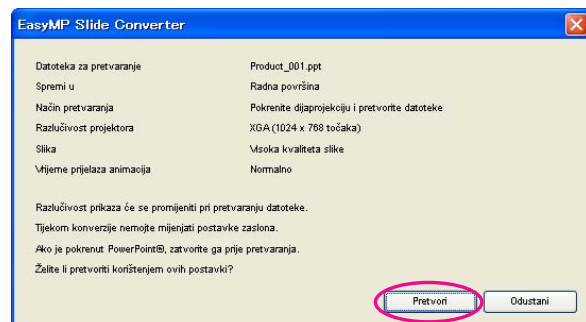 EasyMP Slide Converter
Datoteka za pretvaranje Product_001.ppt
Spremi u Radna površina
Način pretvaranja Pokrenite dijaprojekciju i pretvorite datoteke
Razlučivost projektora XGA (1024 x 768 točaka)
Slika Visoka kvaliteta slike
Vrijeme prijelaza animacija Normalno
Razlučivost prikaza će se promijeniti pri pretvaranju datoteke.
Tijekom konverzije nemojte mijenjati postavke zaslona.
Ako je pokrenut PowerPoint®, zatvorite ga prije pretvaranja.
Želite li pretvoriti korištenjem ovih postavki?
Pretvori Odustani